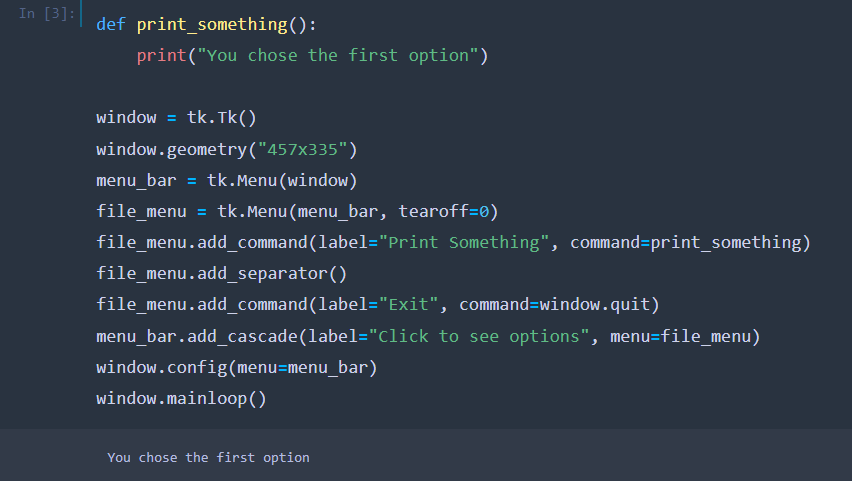 In [3]:
def print_something():
    print("You chose the first option")

window = tk.Tk()
window.geometry("457x335")
menu_bar = tk.Menu(window)
file_menu = tk.Menu(menu_bar, tearoff=0)
file_menu.add_command(label="Print Something", command=print_something)
file_menu.add_separator()
file_menu.add_command(label="Exit", command=window.quit)
menu_bar.add_cascade(label="Click to see options", menu=file_menu)
window.config(menu=menu_bar)
window.mainloop()
You chose the first option